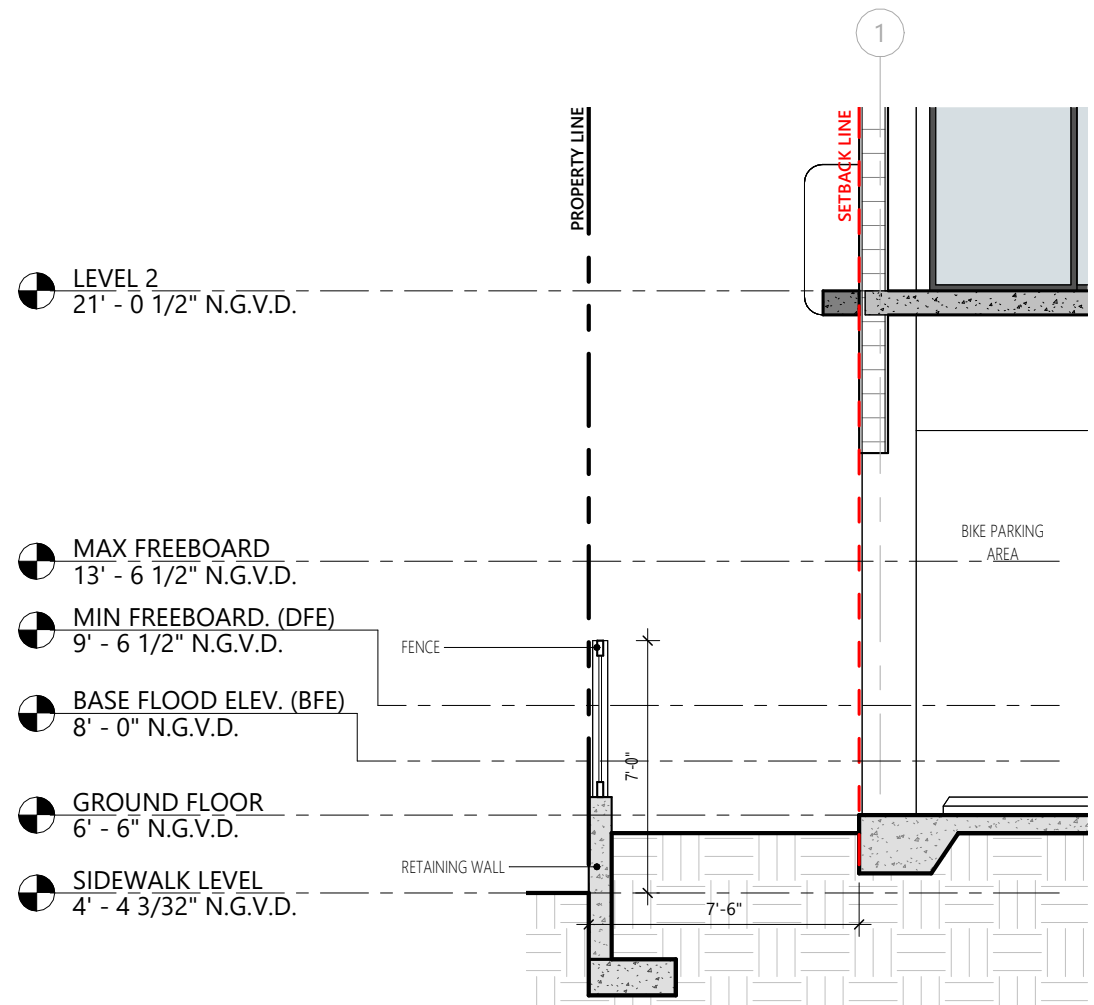 1
PROPERTY LINE
SETBACK LINE
LEVEL 2
21' - 0 1/2" N.G.V.D.
MAX FREEBOARD
13' - 6 1/2" N.G.V.D.
BIKE PARKING
AREA
MIN FREEBOARD. (DFE)
9' - 6 1/2" N.G.V.D.
FENCE
BASE FLOOD ELEV. (BFE)
8' - 0" N.G.V.D.
7'-0"
GROUND FLOOR
6' - 6" N.G.V.D.
RETAINING WALL
SIDEWALK LEVEL
4' - 4 3/32" N.G.V.D.
7'-6"